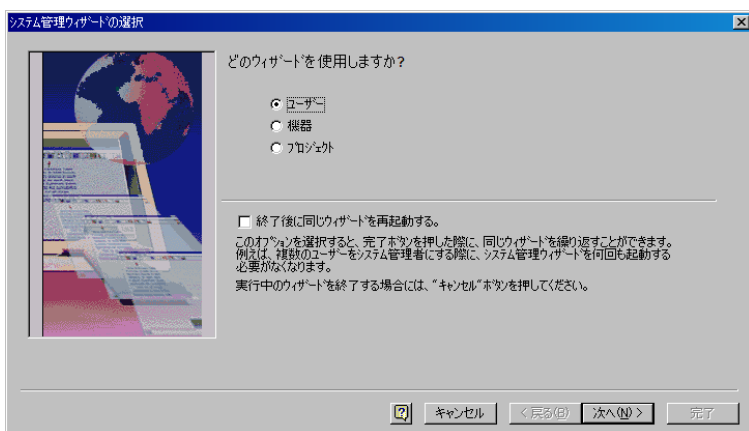 システム管理ウィザードの選択
どのウィザードを使用しますか?
ユーザー
機器
プロジェクト
終了後に同じウィザードを再起動する。
このオプションを選択すると、完了ボタンを押した際に、同じウィザードを繰り返すことができます。
例えば、複数のユーザーをシステム管理者にする際に、システム管理ウィザードを何回も起動する
必要がなくなります。
実行中のウィザードを終了する場合には、"キャンセル"ボタンを押してください。
キャンセル
< 戻る(B)
次へ(N) >
完了